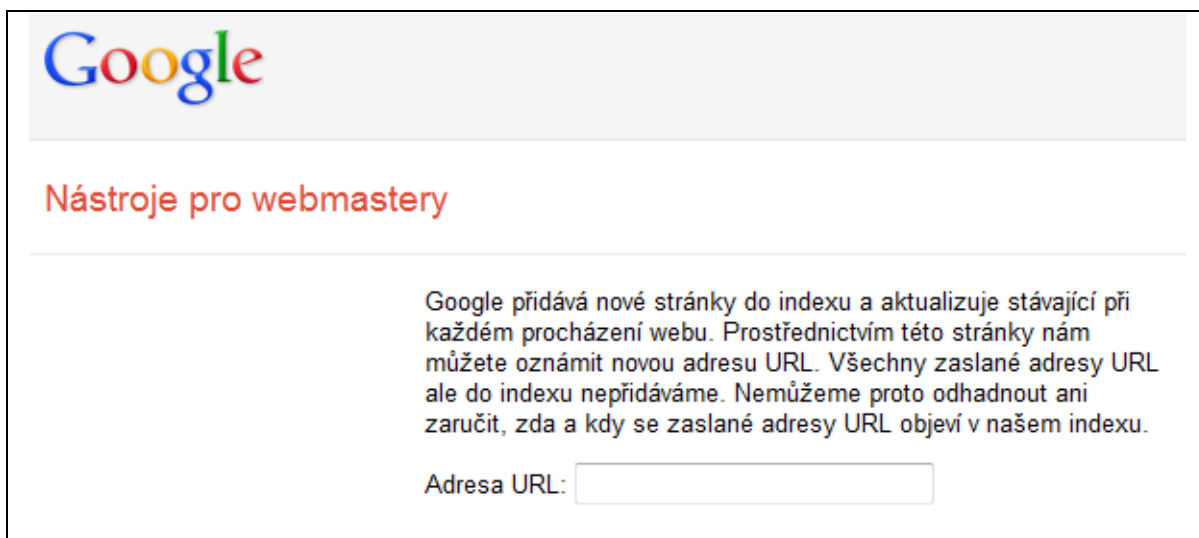 Google
Nástroje pro webmastery
Google přidává nové stránky do indexu a aktualizuje stávající při
každém procházení webu. Prostřednictvím této stránky nám
můžete oznámit novou adresu URL. Všechny zaslané adresy URL
ale do indexu nepřidáváme. Nemůžeme proto odhadnout ani
zaručit, zda a kdy se zaslané adresy URL objeví v našem indexu.
Adresa URL: